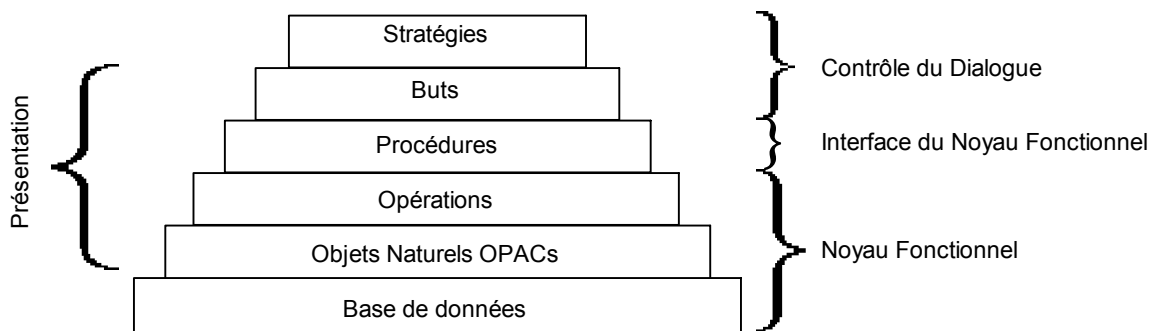 Stratégies
Buts
Procédures
Opérations
Objets Naturels OPACs
Base de données
Présentation
Contrôle du Dialogue
Interface du Noyau Fonctionnel
Noyau Fonctionnel